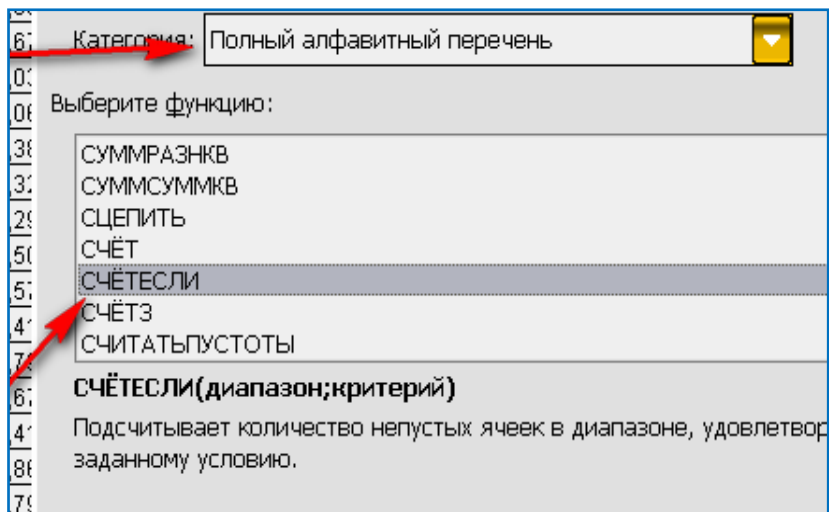 Категория: Полный алфавитный перечень
Выберите функцию:
СУММРАЗНКВ
СУММСУММКВ
СЦЕПИТЬ
СЧЁТ
СЧЁТЕСЛИ
СЧЁТЗ
СЧИТАТЬПУСТОТЫ
СЧЁТЕСЛИ(диапазон;критерий)
Подсчитывает количество непустых ячеек в диапазоне,
заданному условию.